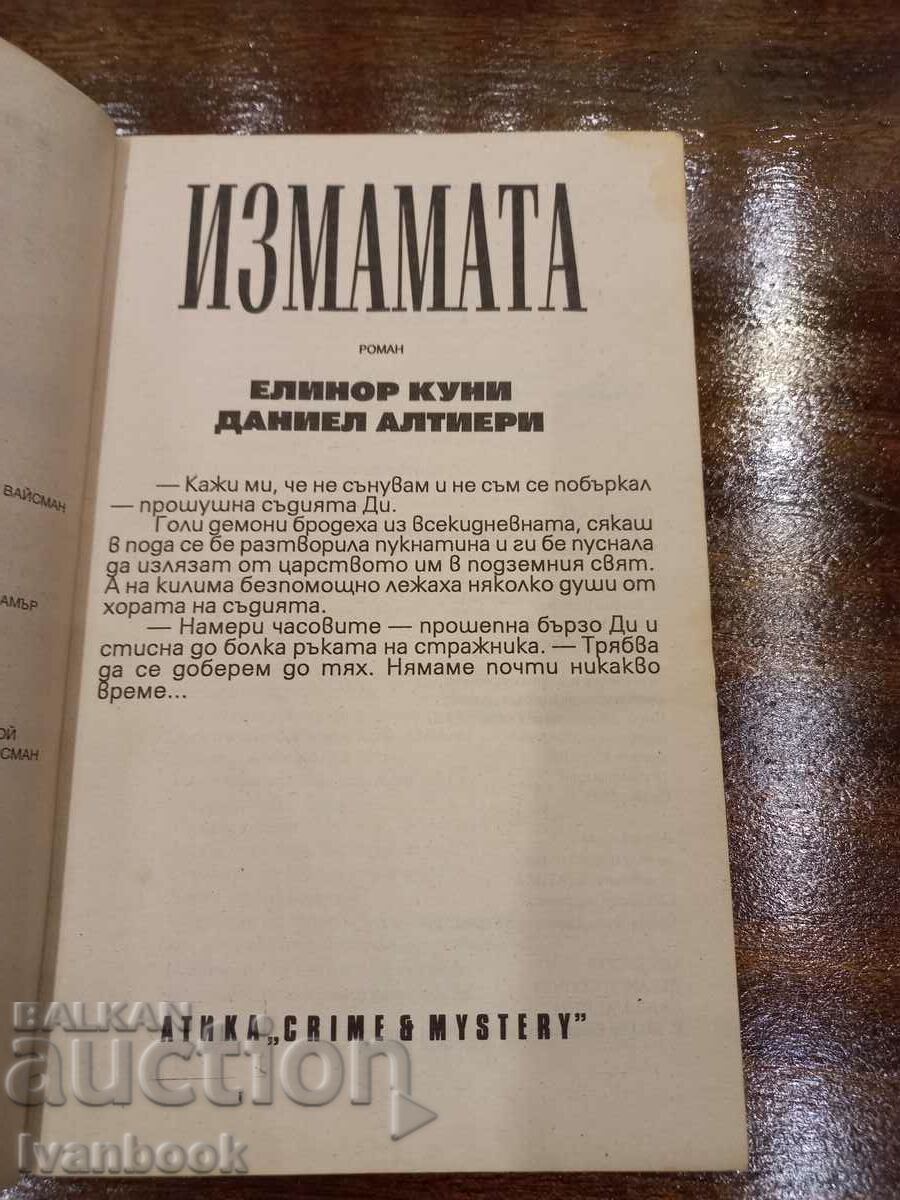 ВАЙСМАН
АМЪР
ОЙ
СМАН
ИЗМАМАТА
РОМАН
ЕЛИНОР КУНИ
ДАНИЕЛ АЛТИЕРИ
— Кажи ми, че не сънувам и не съм се побъркал
— прошушна съдията Ди.
Голи демони бродеха из всекидневната, сякаш
в пода се бе разтворила пукнатина и ги бе пуснала
да излязат от царството им в подземния свят.
А на килима безпомощно лежаха няколко души от
хората на съдията.
— Намери часовите — прошепна бързо Ди и
стисна до болка ръката на стражника. — Трябва
да се доберем до тях. Нямаме почти никакво
време...
АТИКА „CRIME & MYSTERY"
BALKAN
auction
Ivanbook